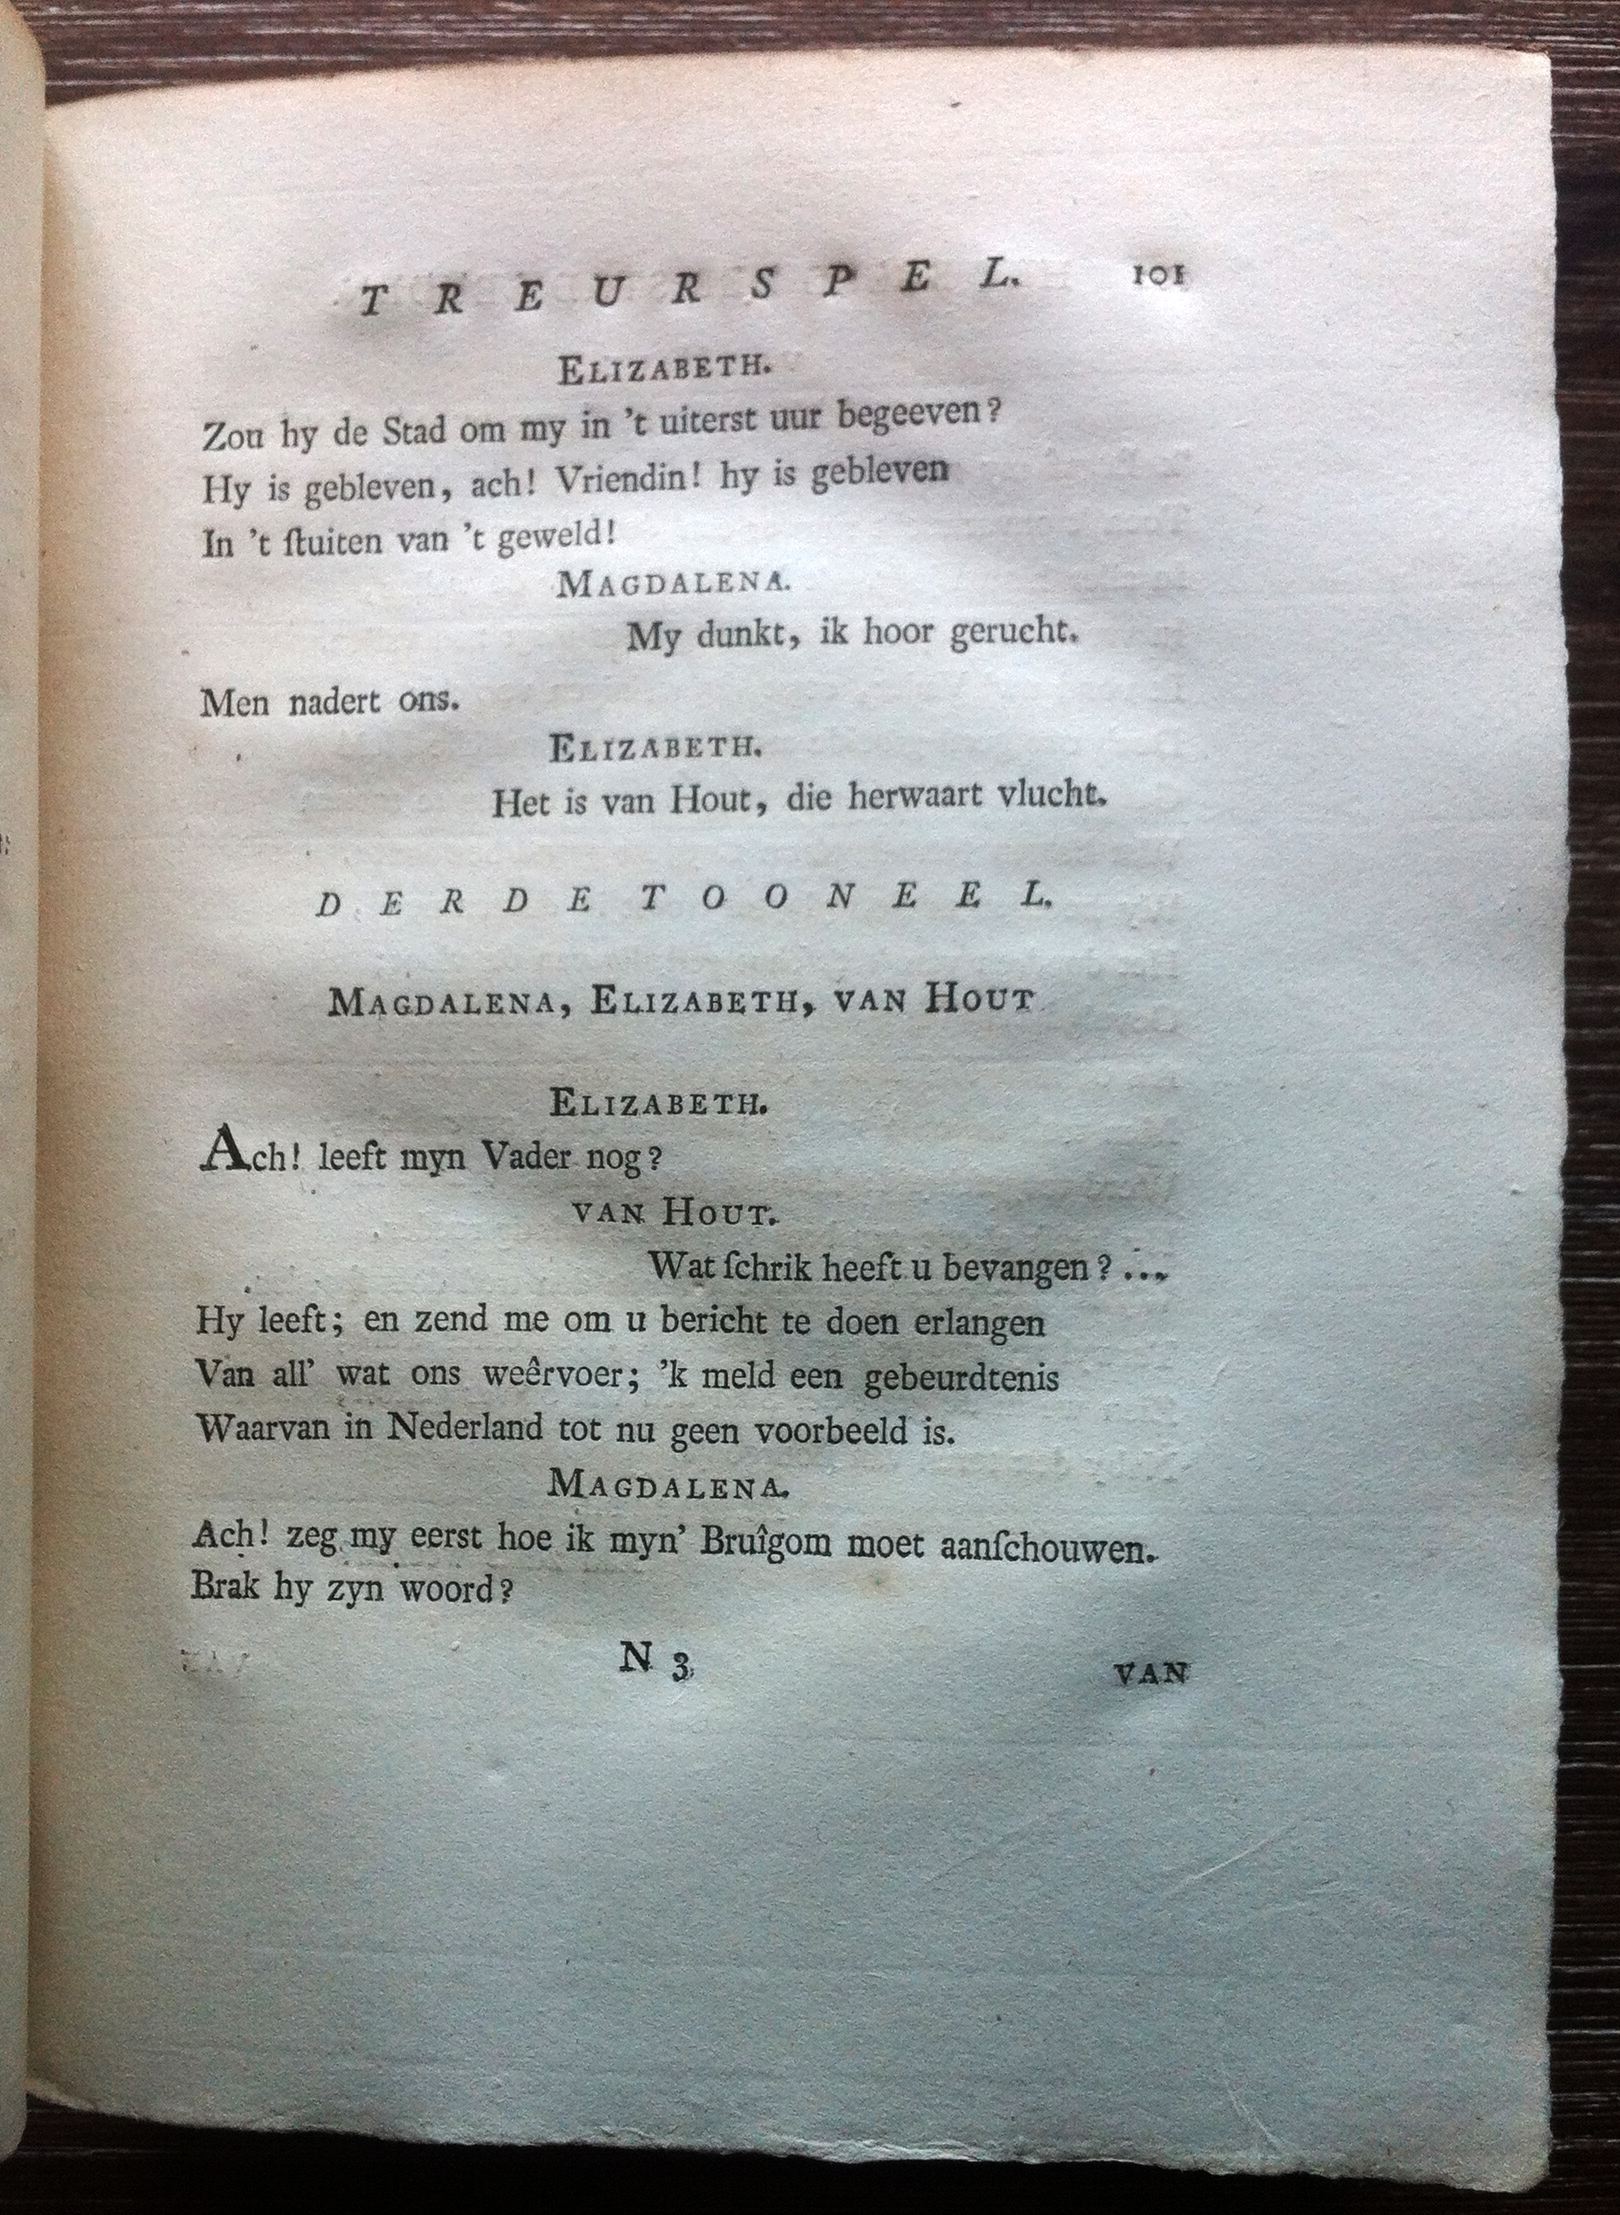 TREURSPEL. 101
ELIZABETH.
Zou hy de Stad om my in 't uiterst uur begeeven?
Hy is gebleven, ach! Vriendin! hy is gebleven
In 't ſtuiten van 't geweld!
MAGDALENA.
My dunkt, ik hoor gerucht.
Men nadert ons.
ELIZABETH.
Het is van Hout, die herwaart vlucht.
DERDE TOONEEL.
MAGDALENA, ELIZABETH, VAN HOUT
ELIZABETH.
Ach! leeft myn Vader nog?
VAN HOUT.
Wat ſchrik heeft u bevangen? ...
Hy leeft; en zend me om u bericht te doen erlangen
Van all' wat ons weêrvoer; 'k meld een gebeurdtenis
Waarvan in Nederland tot nu geen voorbeeld is.
MAGDALENA.
Ach! zeg my eerst hoe ik myn' Bruîgom moet aanſchouwen.
Brak hy zyn woord?
N 3 VAN